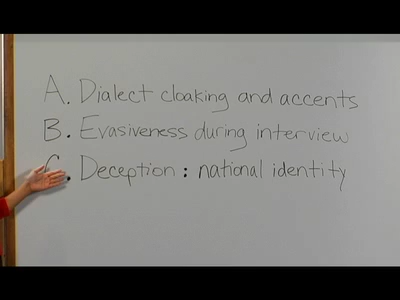 A. Dialect cloaking and accents
B. Evasiveness during interview
C. Deception : national identity